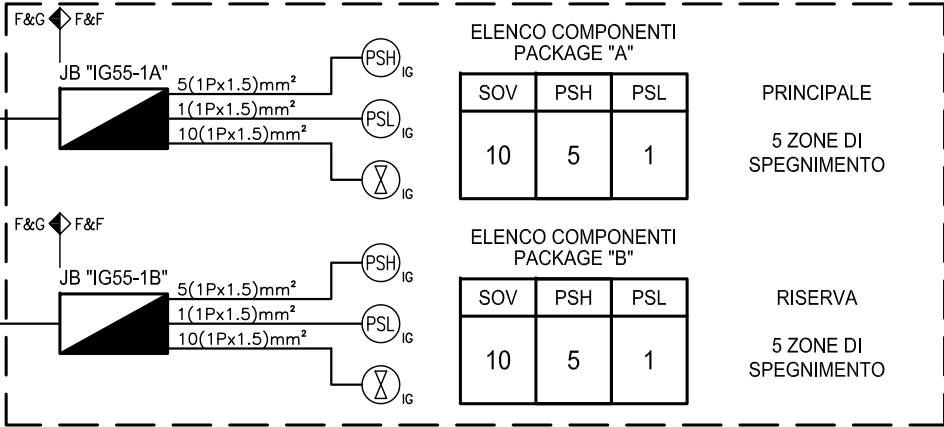 F&G F&F
JB "IG55-1A"
5(1Px1.5)mm²
1(1Px1.5)mm²
10(1Px1.5)mm²
PSH IG
PSL IG
IG
ELENCO COMPONENTI
PACKAGE "A"
SOV PSH PSL
10 5 1
PRINCIPALE
5 ZONE DI
SPEGNIMENTO
F&G F&F
JB "IG55-1B"
5(1Px1.5)mm²
1(1Px1.5)mm²
10(1Px1.5)mm²
PSH IG
PSL IG
IG
ELENCO COMPONENTI
PACKAGE "B"
SOV PSH PSL
10 5 1
RISERVA
5 ZONE DI
SPEGNIMENTO